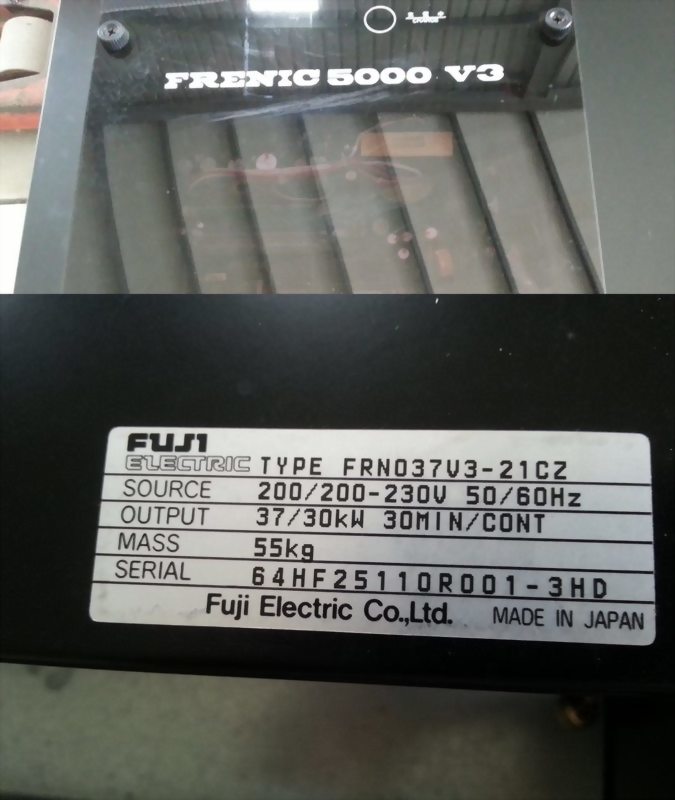 CHARGE
FRENIC 5000 V3
FUJI
ELECTRIC TYPE FRN037V3-21CZ
SOURCE 200/200-230V 50/60Hz
OUTPUT 37/30kW 30MIN/CONT
MASS 55kg
SERIAL 64HF25110R001-3HD
Fuji Electric Co.,Ltd. MADE IN JAPAN